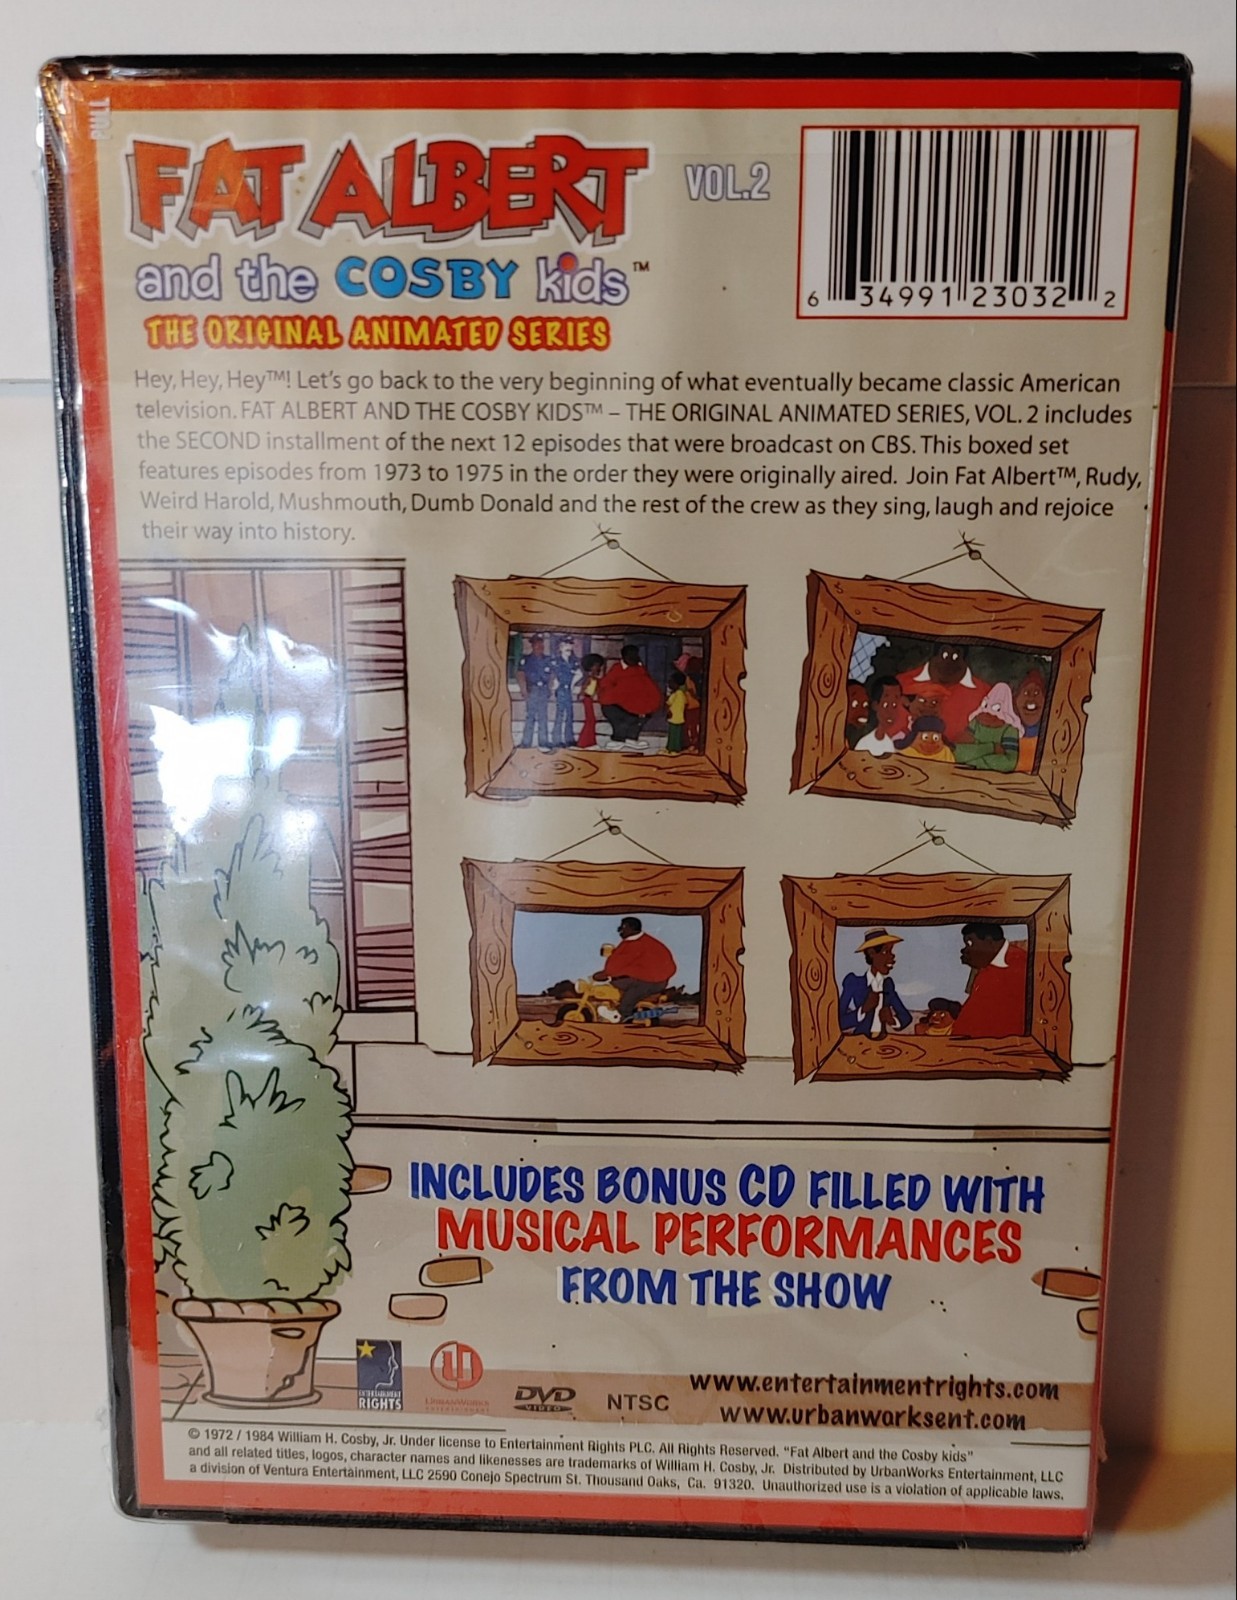 PULL
FAT ALBERT
VOL.2
and the COSBY kids™
THE ORIGINAL ANIMATED SERIES
6 34991 23032 2
Hey, Hey, Hey™! Let's go back to the very beginning of what eventually became classic American
television. FAT ALBERT AND THE COSBY KIDS™ – THE ORIGINAL ANIMATED SERIES, VOL. 2 includes
the SECOND installment of the next 12 episodes that were broadcast on CBS. This boxed set
features episodes from 1973 to 1975 in the order they were originally aired. Join Fat Albert™, Rudy,
Weird Harold, Mushmouth, Dumb Donald and the rest of the crew as they sing, laugh and rejoice
their way into history.
INCLUDES BONUS CD FILLED WITH
MUSICAL PERFORMANCES
FROM THE SHOW
ENTERTAINMENT
RIGHTS
URBANWORKS
ENTERTAINMENT
DVD
VIDEO
NTSC
www.entertainmentrights.com
www.urbanworksent.com
© 1972 / 1984 William H. Cosby, Jr. Under license to Entertainment Rights PLC. All Rights Reserved. "Fat Albert and the Cosby kids"
and all related titles, logos, character names and likenesses are trademarks of William H. Cosby, Jr. Distributed by UrbanWorks Entertainment, LLC
a division of Ventura Entertainment, LLC 2590 Conejo Spectrum St. Thousand Oaks, Ca. 91320. Unauthorized use is a violation of applicable laws.